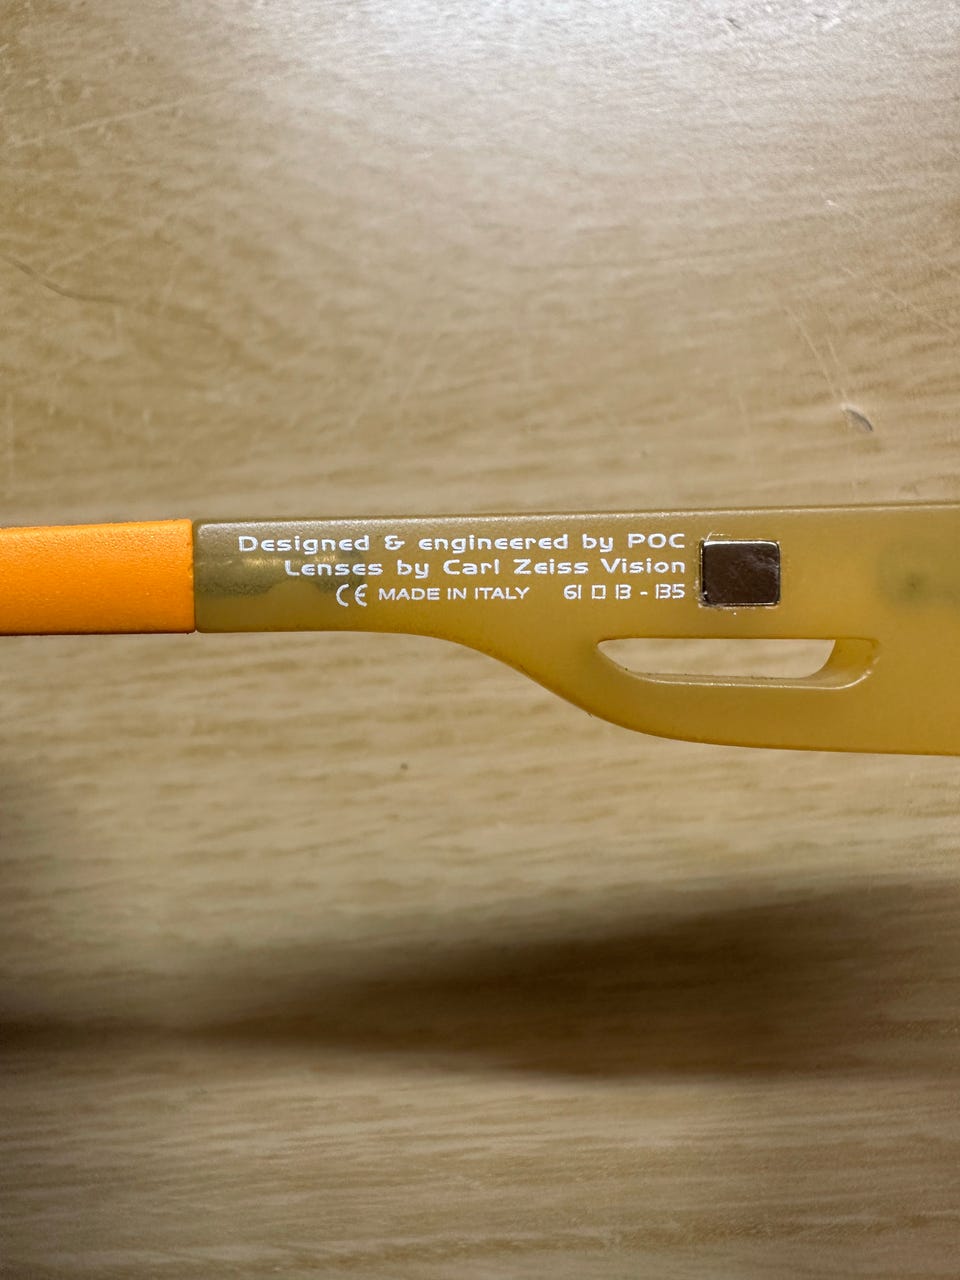 Designed & engineered by POC
Lenses by Carl Zeiss Vision
CE MADE IN ITALY 61 □ 13 - 135